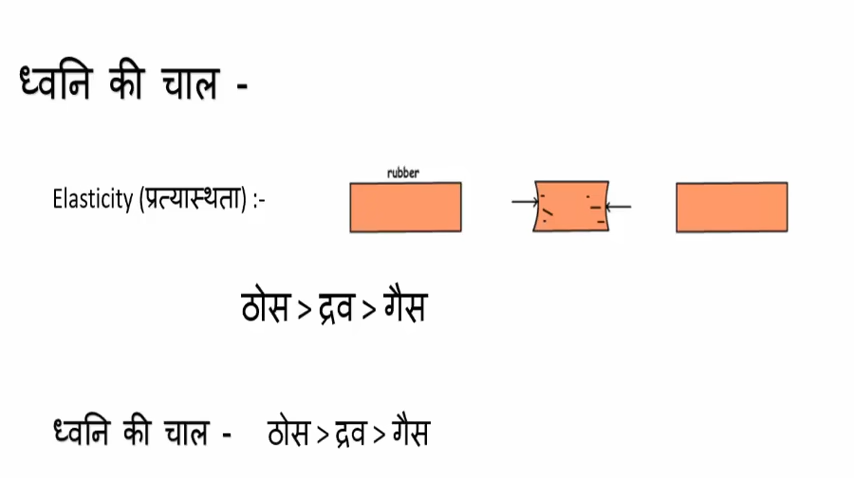 ध्वनि की चाल -
rubber
Elasticity (प्रत्यास्थता) :-
ठोस > द्रव > गैस
ध्वनि की चाल - ठोस > द्रव > गैस